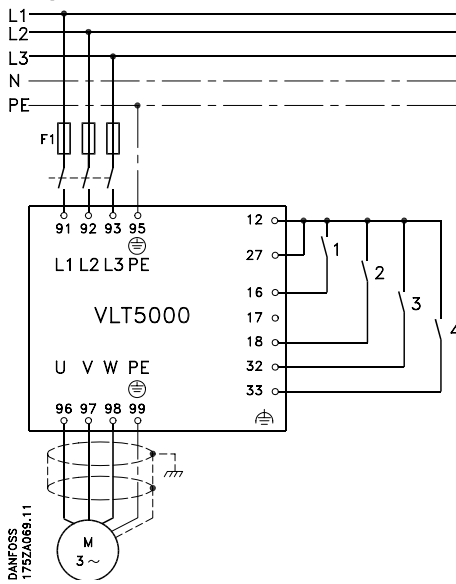 L1
L2
L3
N
PE
F1
91 92 93 95
L1 L2 L3 PE
VLT5000
U V W PE
96 97 98 99
12
27
16
17
18
32
33
1
2
3
4
M
3 ~
DANFOSS
175ZA069.11